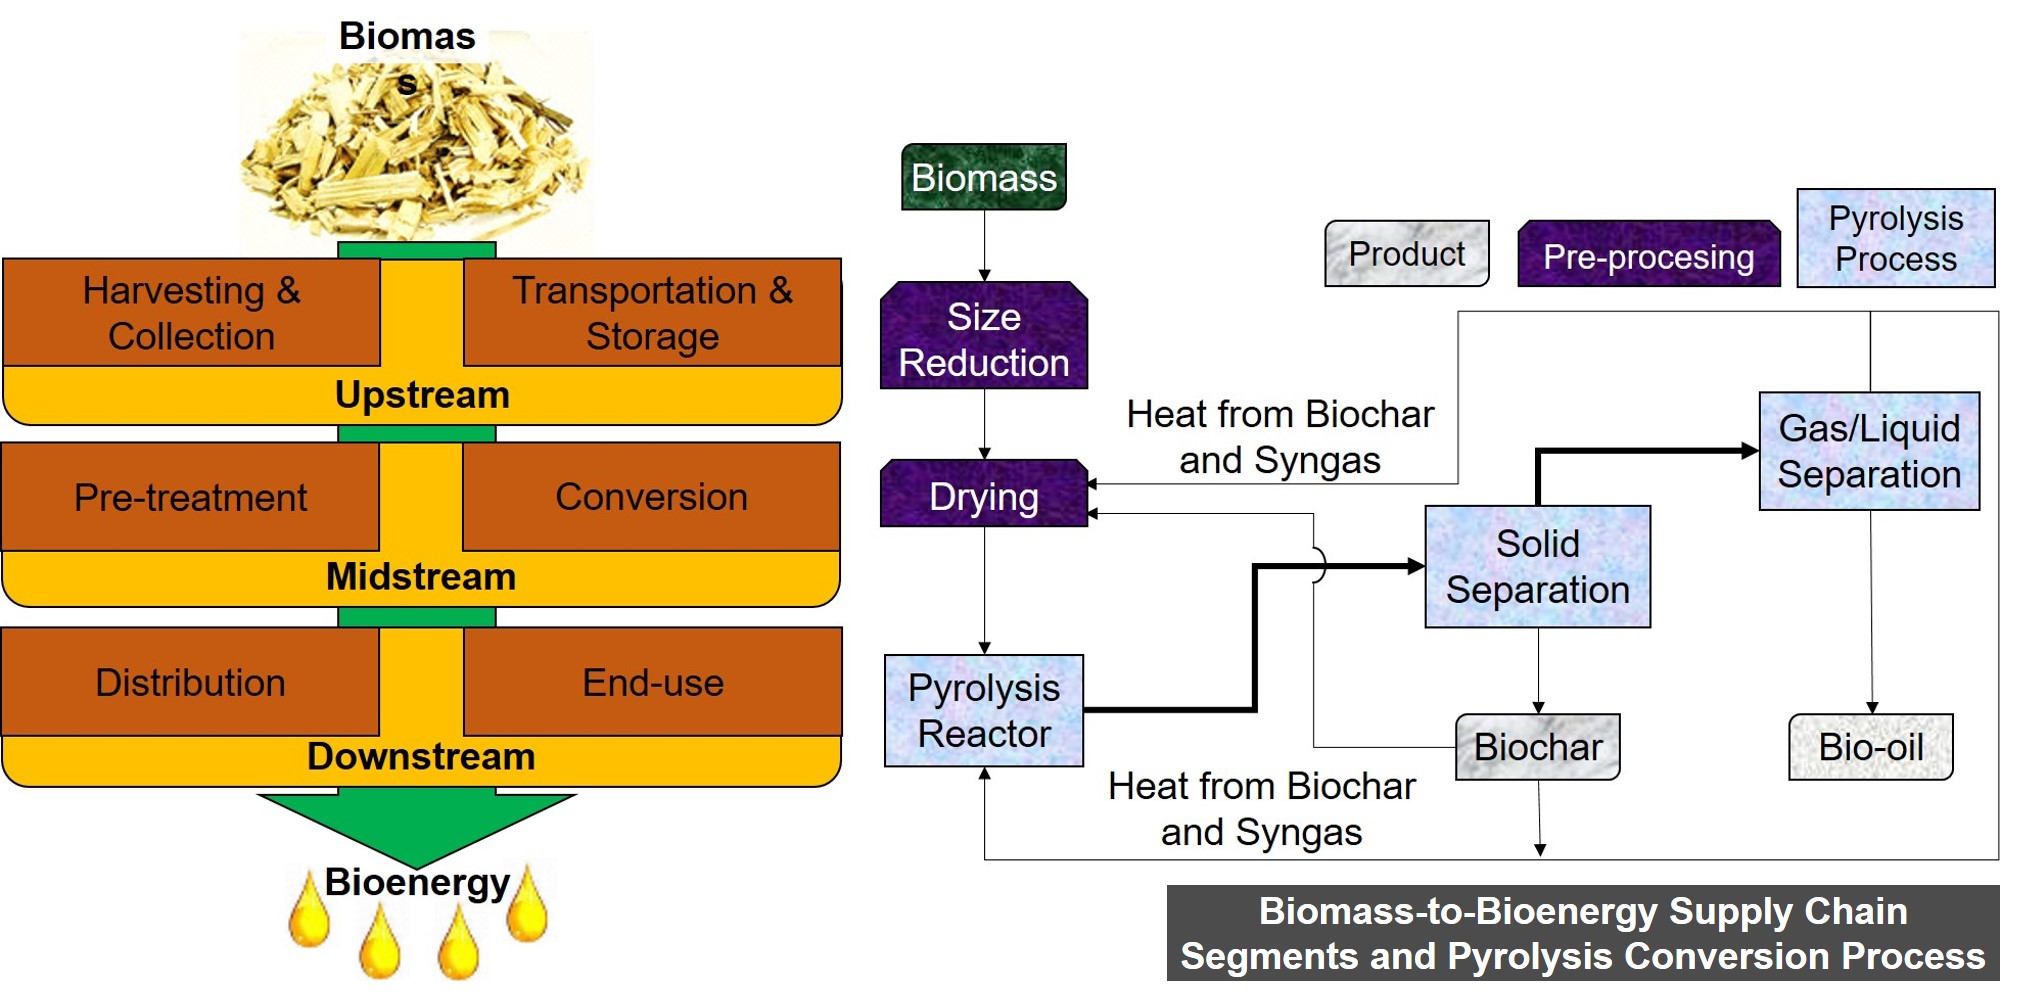 Biomas
s
Harvesting &
Collection
Transportation &
Storage
Upstream
Pre-treatment
Conversion
Midstream
Distribution
End-use
Downstream
Bioenergy
Biomass
Size
Reduction
Drying
Pyrolysis
Reactor
Product
Pre-procesing
Pyrolysis
Process
Heat from Biochar
and Syngas
Gas/Liquid
Separation
Solid
Separation
Biochar
Bio-oil
Heat from Biochar
and Syngas
Biomass-to-Bioenergy Supply Chain
Segments and Pyrolysis Conversion Process